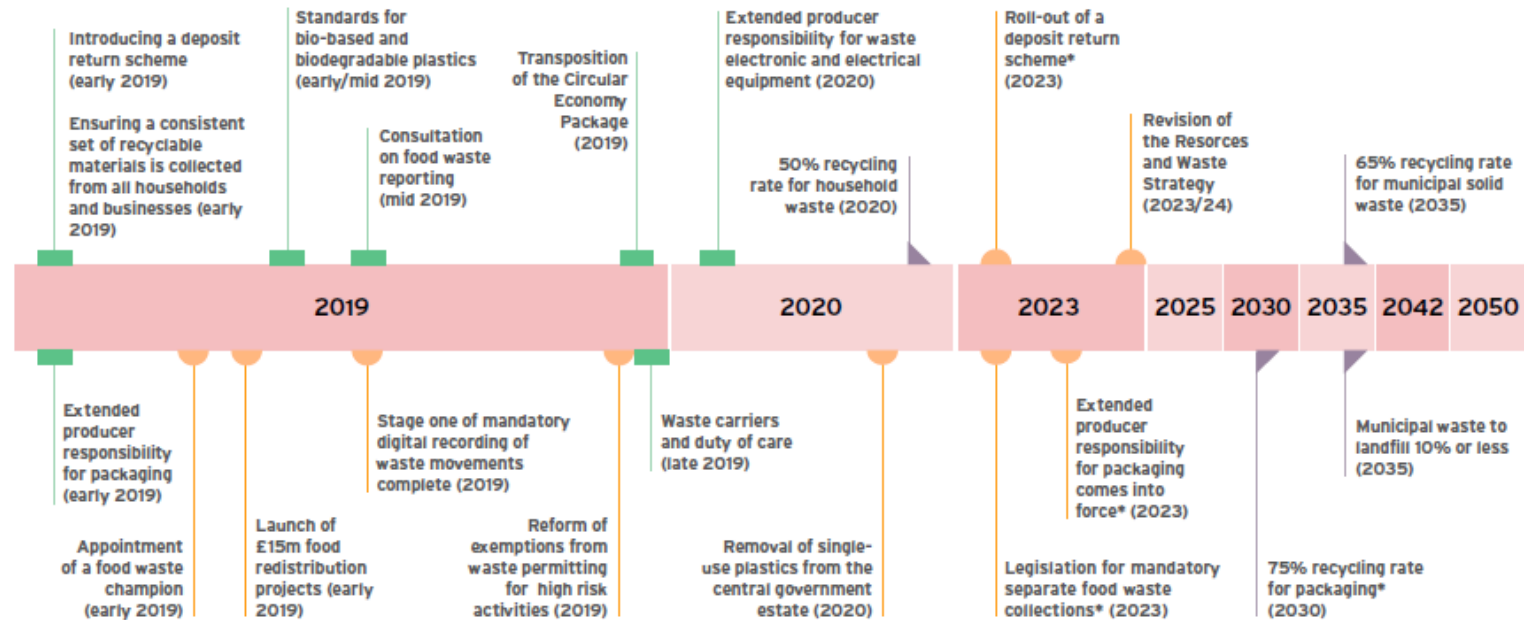 Introducing a deposit
return scheme
(early 2019)
Ensuring a consistent
set of recyclable
materials is collected
from all households
and businesses (early
2019)
Standards for
bio-based and
biodegradable plastics
(early/mid 2019)
Consultation
on food waste
reporting
(mid 2019)
Transposition
of the Circular
Economy
Package
(2019)
Extended producer
responsibility for waste
electronic and electrical
equipment (2020)
50% recycling
rate for household
waste (2020)
Roll-out of a
deposit return
scheme*
(2023)
Revision of
the Resorces
and Waste
Strategy
(2023/24)
65% recycling rate
for municipal solid
waste (2035)
2019
2020
2023
2025
2030
2035
2042
2050
Extended
producer
responsibility
for packaging
(early 2019)
Appointment
of a food waste
champion
(early 2019)
Launch of
£15m food
redistribution
projects (early
2019)
Stage one of mandatory
digital recording of
waste movements
complete (2019)
Reform of
exemptions from
waste permitting
for high risk
activities (2019)
Waste carriers
and duty of care
(late 2019)
Removal of single-
use plastics from the
central government
estate (2020)
Extended
producer
responsibility
for packaging
comes into
force* (2023)
Legislation for mandatory
separate food waste
collections* (2023)
75% recycling rate
for packaging*
(2030)
Municipal waste to
landfill 10% or less
(2035)